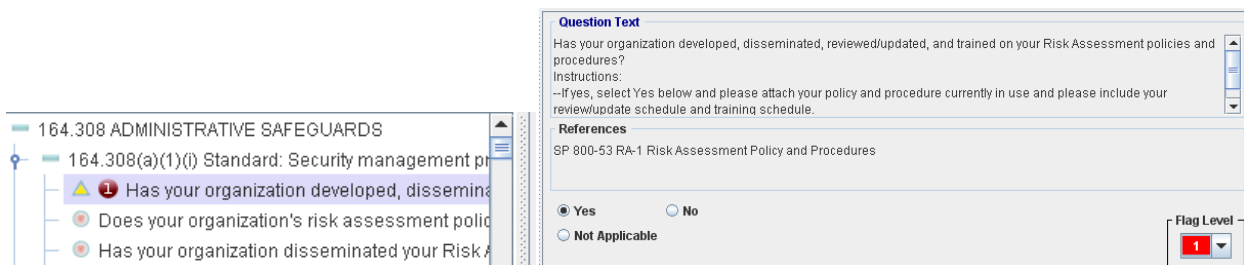 164.308 ADMINISTRATIVE SAFEGUARDS
164.308(a)(1)(i) Standard: Security management pr
1 Has your organization developed, dissemina
Does your organization's risk assessment polic
Has your organization disseminated your Risk
Question Text
Has your organization developed, disseminated, reviewed/updated, and trained on your Risk Assessment policies and
procedures?
Instructions:
--If yes, select Yes below and please attach your policy and procedure currently in use and please include your
review/update schedule and training schedule.
References
SP 800-53 RA-1 Risk Assessment Policy and Procedures
Yes No
Not Applicable
Flag Level
1